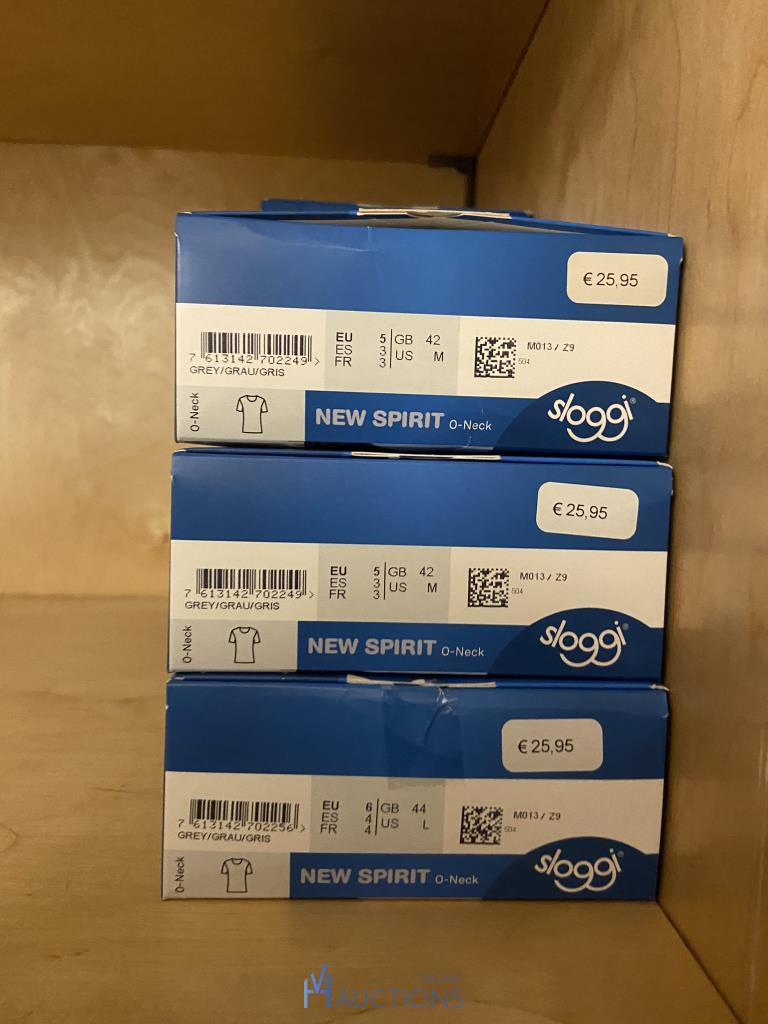 € 25,95
7 613142 702249 >
GREY/GRAU/GRIS
EU 5 GB 42
ES 3 US M
FR 3
M013 / Z9
504
O-Neck
NEW SPIRIT O-Neck
sloggi®
€ 25,95
7 613142 702249 >
GREY/GRAU/GRIS
EU 5 GB 42
ES 3 US M
FR 3
M013 / Z9
504
O-Neck
NEW SPIRIT O-Neck
sloggi®
€ 25,95
7 613142 702256 >
GREY/GRAU/GRIS
EU 6 GB 44
ES 4 US L
FR 4
M013 / Z9
504
O-Neck
NEW SPIRIT O-Neck
sloggi®
AUCTIONS